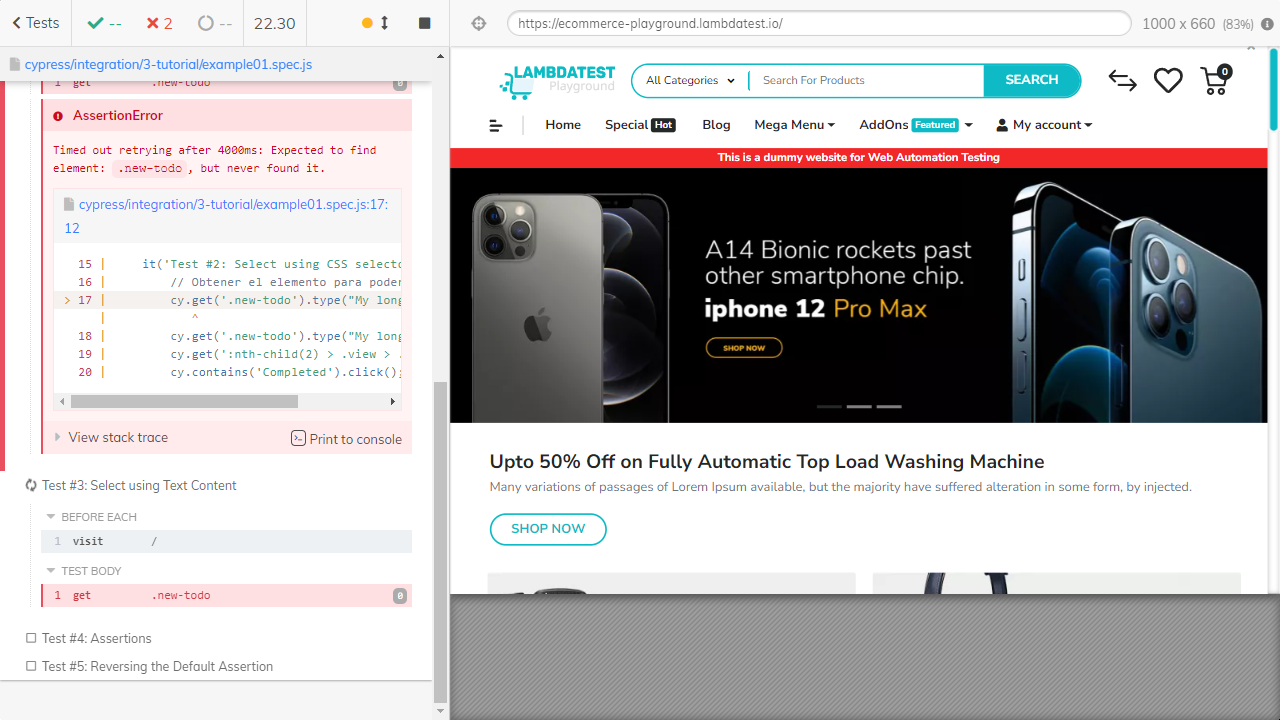 Tests
--
2
--
22.30
https://ecommerce-playground.lambdatest.io/
1000 x 660 (83%)
cypress/integration/3-tutorial/example01.spec.js
1 get .new-todo 0
AssertionError
Timed out retrying after 4000ms: Expected to find
element: .new-todo, but never found it.
cypress/integration/3-tutorial/example01.spec.js:17:
12
15 | it('Test #2: Select using CSS selecto
16 | // Obtener el elemento para poder
> 17 | cy.get('.new-todo').type("My long
| ^
18 | cy.get('.new-todo').type("My long
19 | cy.get(':nth-child(2) > .view > .
20 | cy.contains('Completed').click();
View stack trace
Print to console
Test #3: Select using Text Content
BEFORE EACH
1 visit /
TEST BODY
1 get .new-todo 0
Test #4: Assertions
Test #5: Reversing the Default Assertion
LAMBDATEST
Playground
All Categories
Search For Products
SEARCH
0
Home
Special Hot
Blog
Mega Menu
AddOns Featured
My account
This is a dummy website for Web Automation Testing
A14 Bionic rockets past
other smartphone chip.
iphone 12 Pro Max
SHOP NOW
Upto 50% Off on Fully Automatic Top Load Washing Machine
Many variations of passages of Lorem Ipsum available, but the majority have suffered alteration in some form, by injected.
SHOP NOW